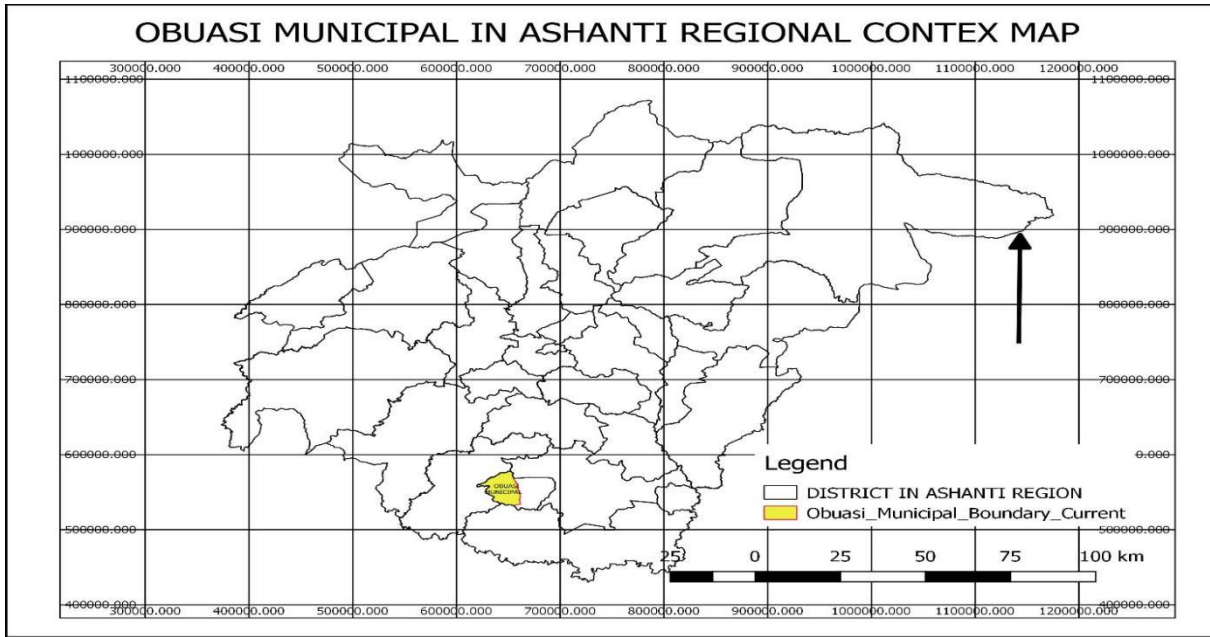 OBUASI MUNICIPAL IN ASHANTI REGIONAL CONTEX MAP
300000.000 400000.000 500000.000 600000.000 700000.000 800000.000 900000.000 1000000.000 1100000.000 1200000.000
1100000.000 1100000.000
1000000.000 1000000.000
900000.000 900000.000
800000.000 800000.000
700000.000 700000.000
600000.000 0.000
Legend
OBUASI
MUNICIPAL
DISTRICT IN ASHANTI REGION
Obuasi_Municipal_Boundary_Current
500000.000 500000.000
25 0 25 50 75 100 km
400000.000 400000.000
300000.000 400000.000 500000.000 600000.000 700000.000 800000.000 900000.000 1000000.000 1100000.000 1200000.000